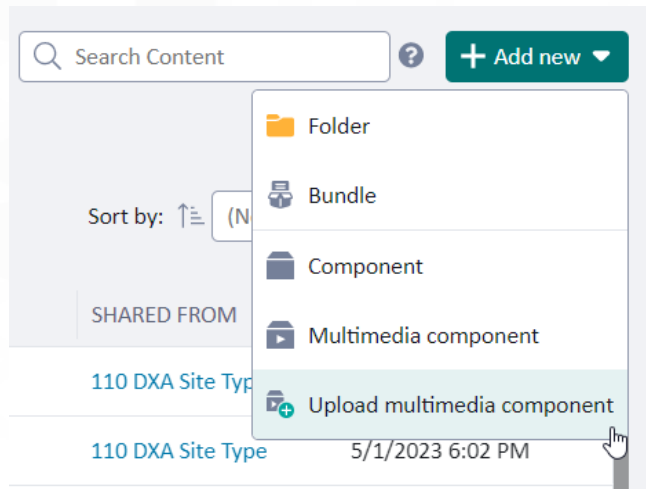 Search Content
Add new
Folder
Bundle
Sort by:
Component
SHARED FROM
Multimedia component
110 DXA Site
Upload multimedia component
110 DXA Site Type 5/1/2023 6:02 PM